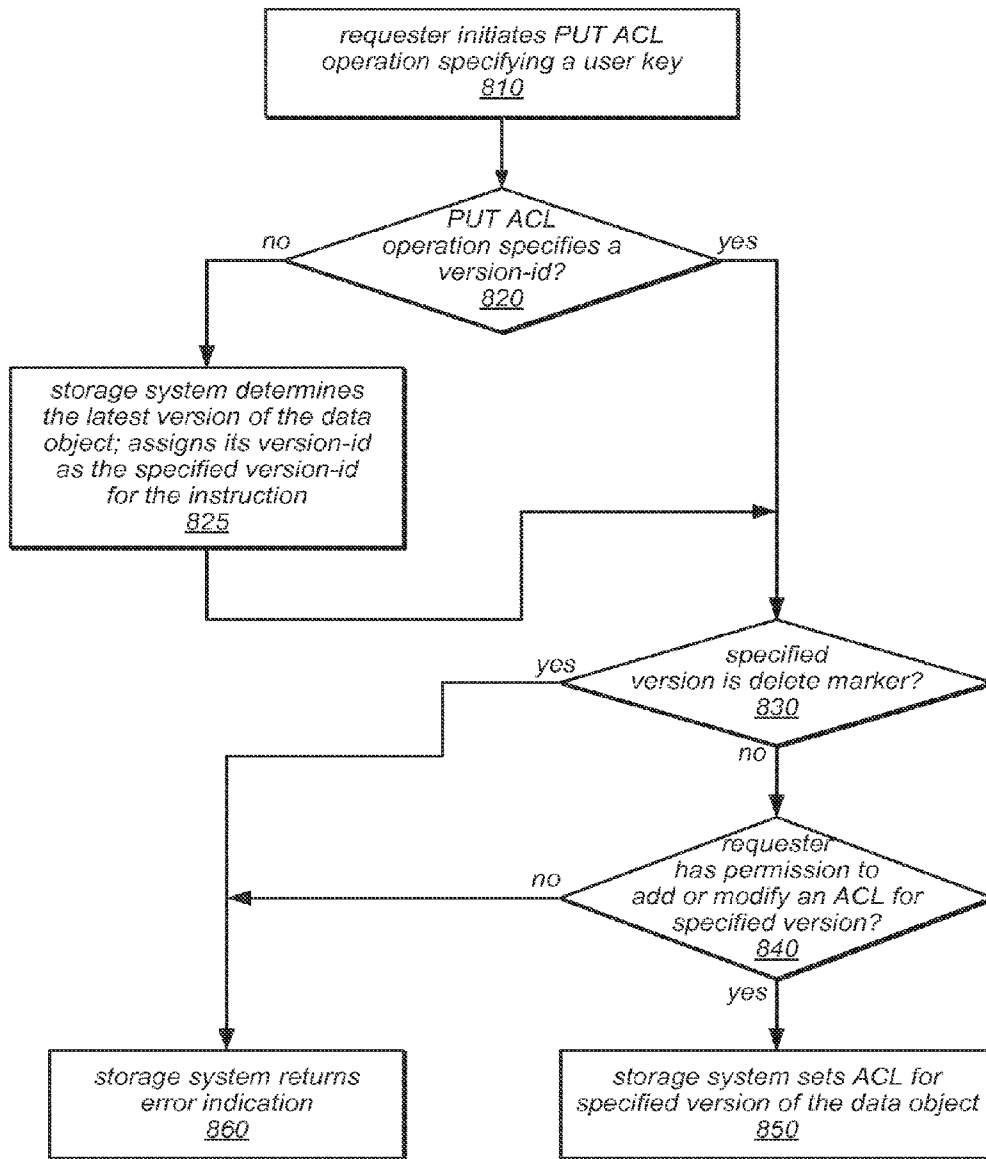 requester initiates PUT ACL
operation specifying a user key
810
PUT ACL
operation specifies a
version-id?
820
no
yes
storage system determines
the latest version of the data
object; assigns its version-id
as the specified version-id
for the instruction
825
specified
version is delete marker?
830
yes
no
requester
has permission to
add or modify an ACL for
specified version?
840
no
yes
storage system returns
error indication
860
storage system sets ACL for
specified version of the data object
850